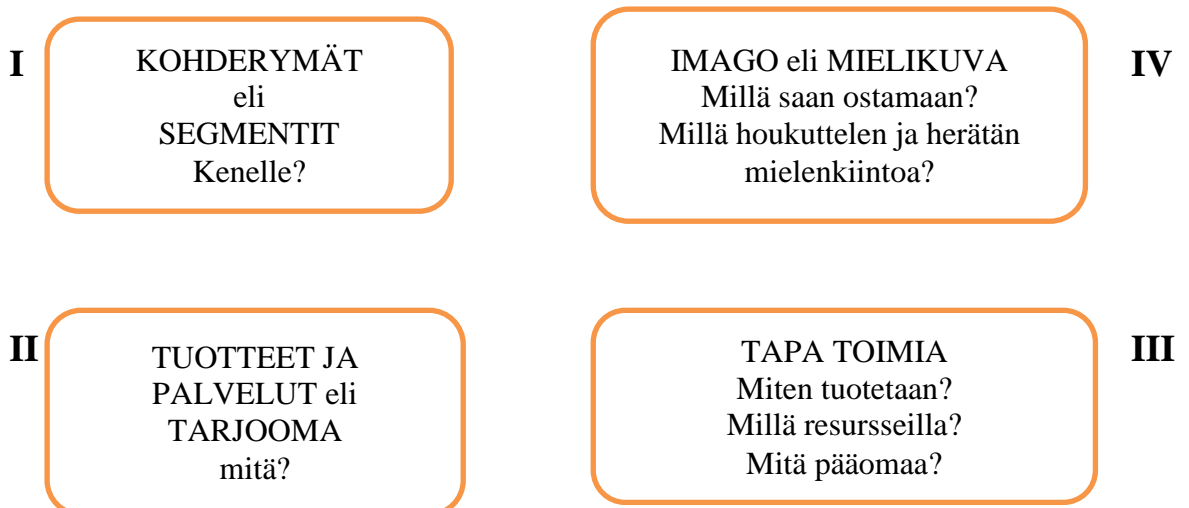 I
KOHDERYMÄT
eli
SEGMENTIT
Kenelle?
IMAGO eli MIELIKUVA
Millä saan ostamaan?
Millä houkuttelen ja herätän
mielenkiintoa?
IV
II
TUOTTEET JA
PALVELUT eli
TARJOOMA
mitä?
TAPA TOIMIA
Miten tuotetaan?
Millä resursseilla?
Mitä pääomaa?
III